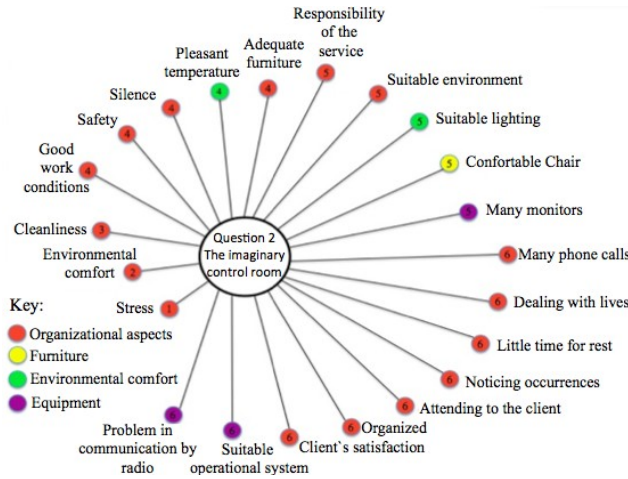 Responsibility
of the
service
5
Adequate
furniture
4
Pleasant
temperature
4
Silence
4
Safety
4
Good
work
conditions
4
Cleanliness
3
Environmental
comfort
2
Stress
1
Suitable environment
5
Suitable lighting
5
Confortable Chair
5
Many monitors
5
Many phone calls
6
Dealing with lives
6
Little time for rest
6
Noticing occurrences
6
Attending to the client
6
Organized
6
Client`s satisfaction
6
Suitable
operational system
6
Problem in
communication by
radio
6
Question 2
The imaginary
control room
Key:
Organizational aspects
Furniture
Environmental comfort
Equipment